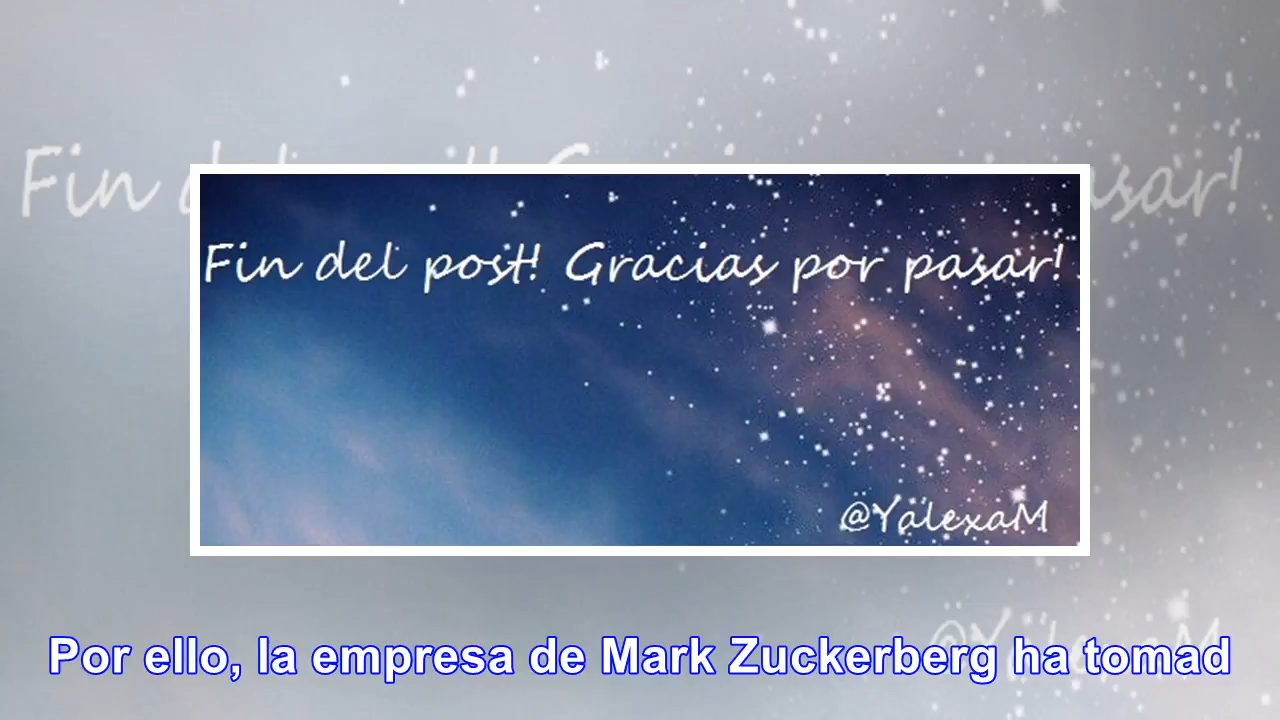 Fin del post! Gracias por pasar!
@YalexaM
Por ello, la empresa de Mark Zuckerberg ha tomad